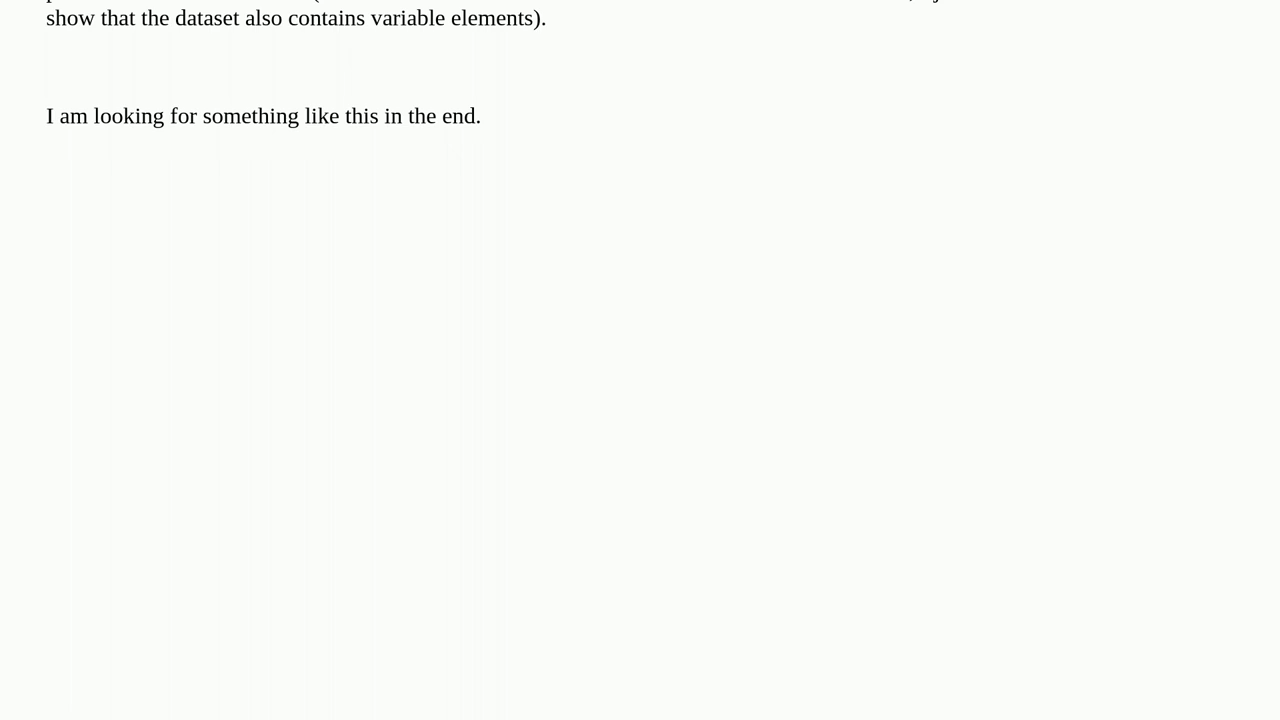 show that the dataset also contains variable elements).
I am looking for something like this in the end.